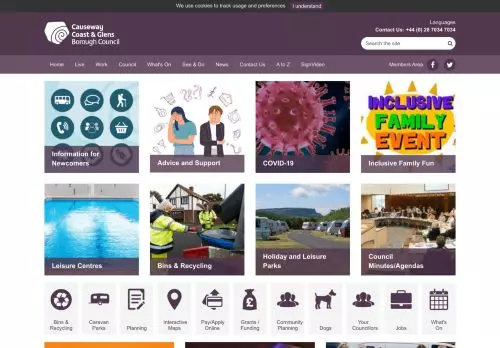 We use cookies to track usage and preferences I understand
Causeway
Coast & Glens
Borough Council
Languages
Contact Us: +44 (0) 28 7034 7034
Search the site
Home Live Work Council What's On See & Do News Contact Us A to Z SignVideo Members Area
Information for
Newcomers
Advice and Support
COVID-19
INCLUSIVE
FAMILY
EVENT
Inclusive Family Fun
Leisure Centres
Bins & Recycling
Holiday and Leisure
Parks
Council
Minutes/Agendas
Bins &
Recycling
Caravan
Parks
Planning
Interactive
Maps
Pay/Apply
Online
Grants /
Funding
Community
Planning
Dogs
Your
Councillors
Jobs
What's
On